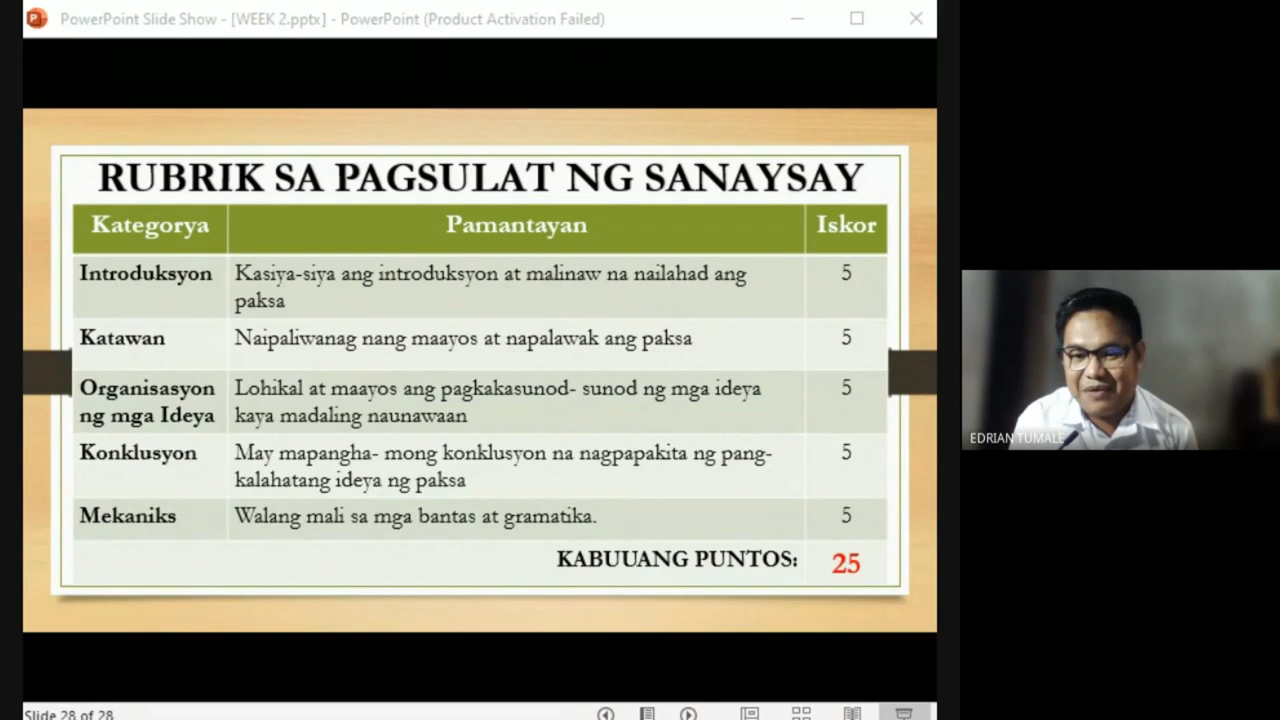 PowerPoint Slide Show - [WEEK 2.pptx] - PowerPoint (Product Activation Failed)
RUBRIK SA PAGSULAT NG SANAYSAY
Kategorya Pamantayan Iskor
Introduksyon Kasiya-siya ang introduksyon at malinaw na nailahad ang 5
paksa
Katawan Naipaliwanag nang maayos at napalawak ang paksa 5
Organisasyon Lohikal at maayos ang pagkakasunod- sunod ng mga ideya 5
ng mga Ideya kaya madaling naunawaan
Konklusyon May mapangha- mong konklusyon na nagpapakita ng pang- 5
kalahatang ideya ng paksa
Mekaniks Walang mali sa mga bantas at gramatika. 5
KABUUANG PUNTOS: 25
EDRIAN TUMALE
Slide 28 of 28